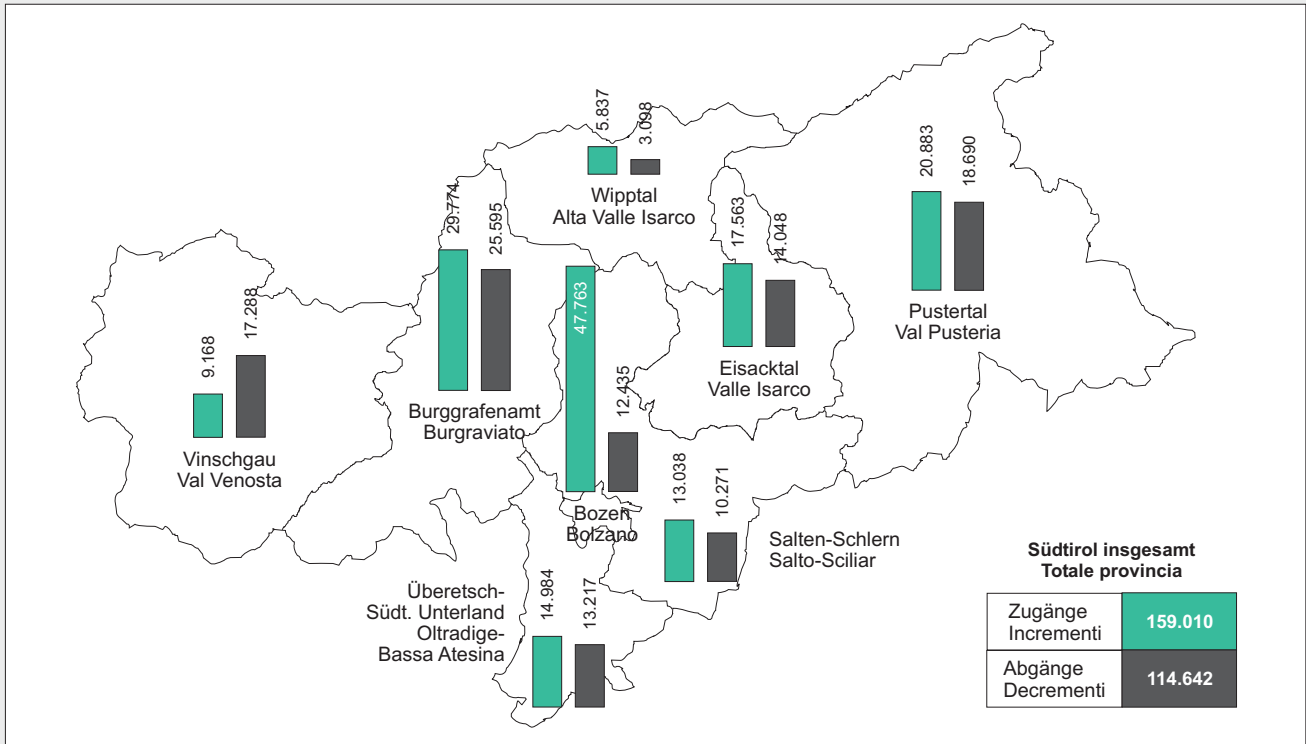 5.837
3.098
Wipptal
Alta Valle Isarco
20.883
18.690
Pustertal
Val Pusteria
29.774
25.595
Burggrafenamt
Burgraviato
17.563
14.048
Eisacktal
Valle Isarco
9.168
17.288
Vinschgau
Val Venosta
47.763
12.435
Bozen
Bolzano
13.038
10.271
Salten-Schlern
Salto-Sciliar
Überetsch-
Südt. Unterland
Oltradige-
Bassa Atesina
14.984
13.217
Südtirol insgesamt
Totale provincia
Zugänge
Incrementi
159.010
Abgänge
Decrementi
114.642